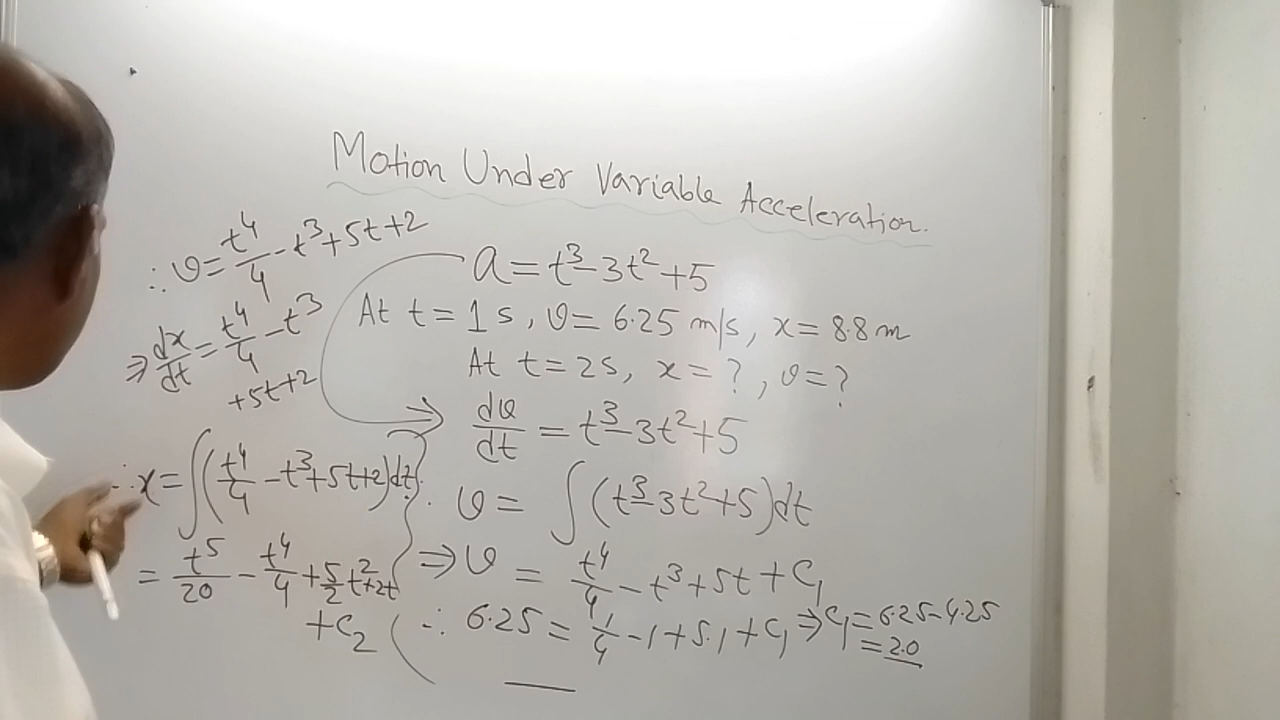 Motion Under Variable Acceleration.
a = t³ - 3t² + 5
At t = 1 s, v = 6.25 m/s, x = 8.8 m
At t = 2s, x = ?, v = ?
⇒ dv/dt = t³ - 3t² + 5
∴ v = ∫(t³ - 3t² + 5)dt
⇒ v = t⁴/4 - t³ + 5t + C₁
∴ 6.25 = 1/4 - 1 + 5.1 + C₁ ⇒ C₁ = 6.25 - 4.25
= 2.0
∴ v = t⁴/4 - t³ + 5t + 2
⇒ dx/dt = t⁴/4 - t³
+ 5t + 2
∴ x = ∫(t⁴/4 - t³ + 5t + 2)dt
= t⁵/20 - t⁴/4 + 5/2 t² + 2t
+ C₂